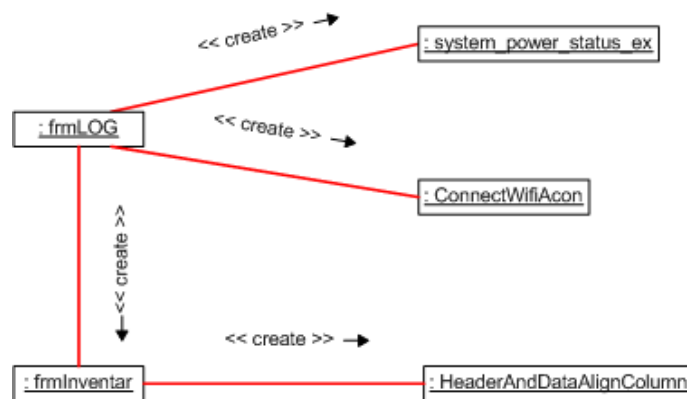 << create >>
: system_power_status_ex
: frmLOG
<< create >>
: ConnectWifiAcon
<< create >>
<< create >>
: frmInventar
: HeaderAndDataAlignColumn